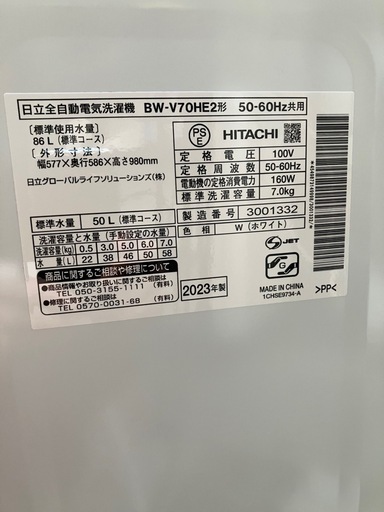 日立全自動電気洗濯機 BW-V70HE2形 50-60Hz共用
[標準使用水量]
86L(標準コース)
[外形寸法]
幅577×奥行586×高さ980mm
日立グローバルライフソリューションズ(株)
PS
E
HITACHI
定格電圧 100V
定格周波数 50-60Hz
電動機の定格消費電力 160W
標準洗濯容量 7.0kg
製造番号 3001332
色相 W(ホワイト)
標準水量 50L(標準コース)
洗濯容量と水量(手動設定の場合)
洗濯容量(kg) 0.5 3.0 5.0 6.0 7.0
水量(L) 22 38 46 50 58
商品に関するご相談や修理について
●商品情報やお取り扱いに関するご相談
TEL 050-3155-1111 (有料)
●修理に関するご相談
TEL 0570-0031-68 (有料)
2023年製
S JET
G
MADE IN CHINA
1CHSE9734-A
>PP<